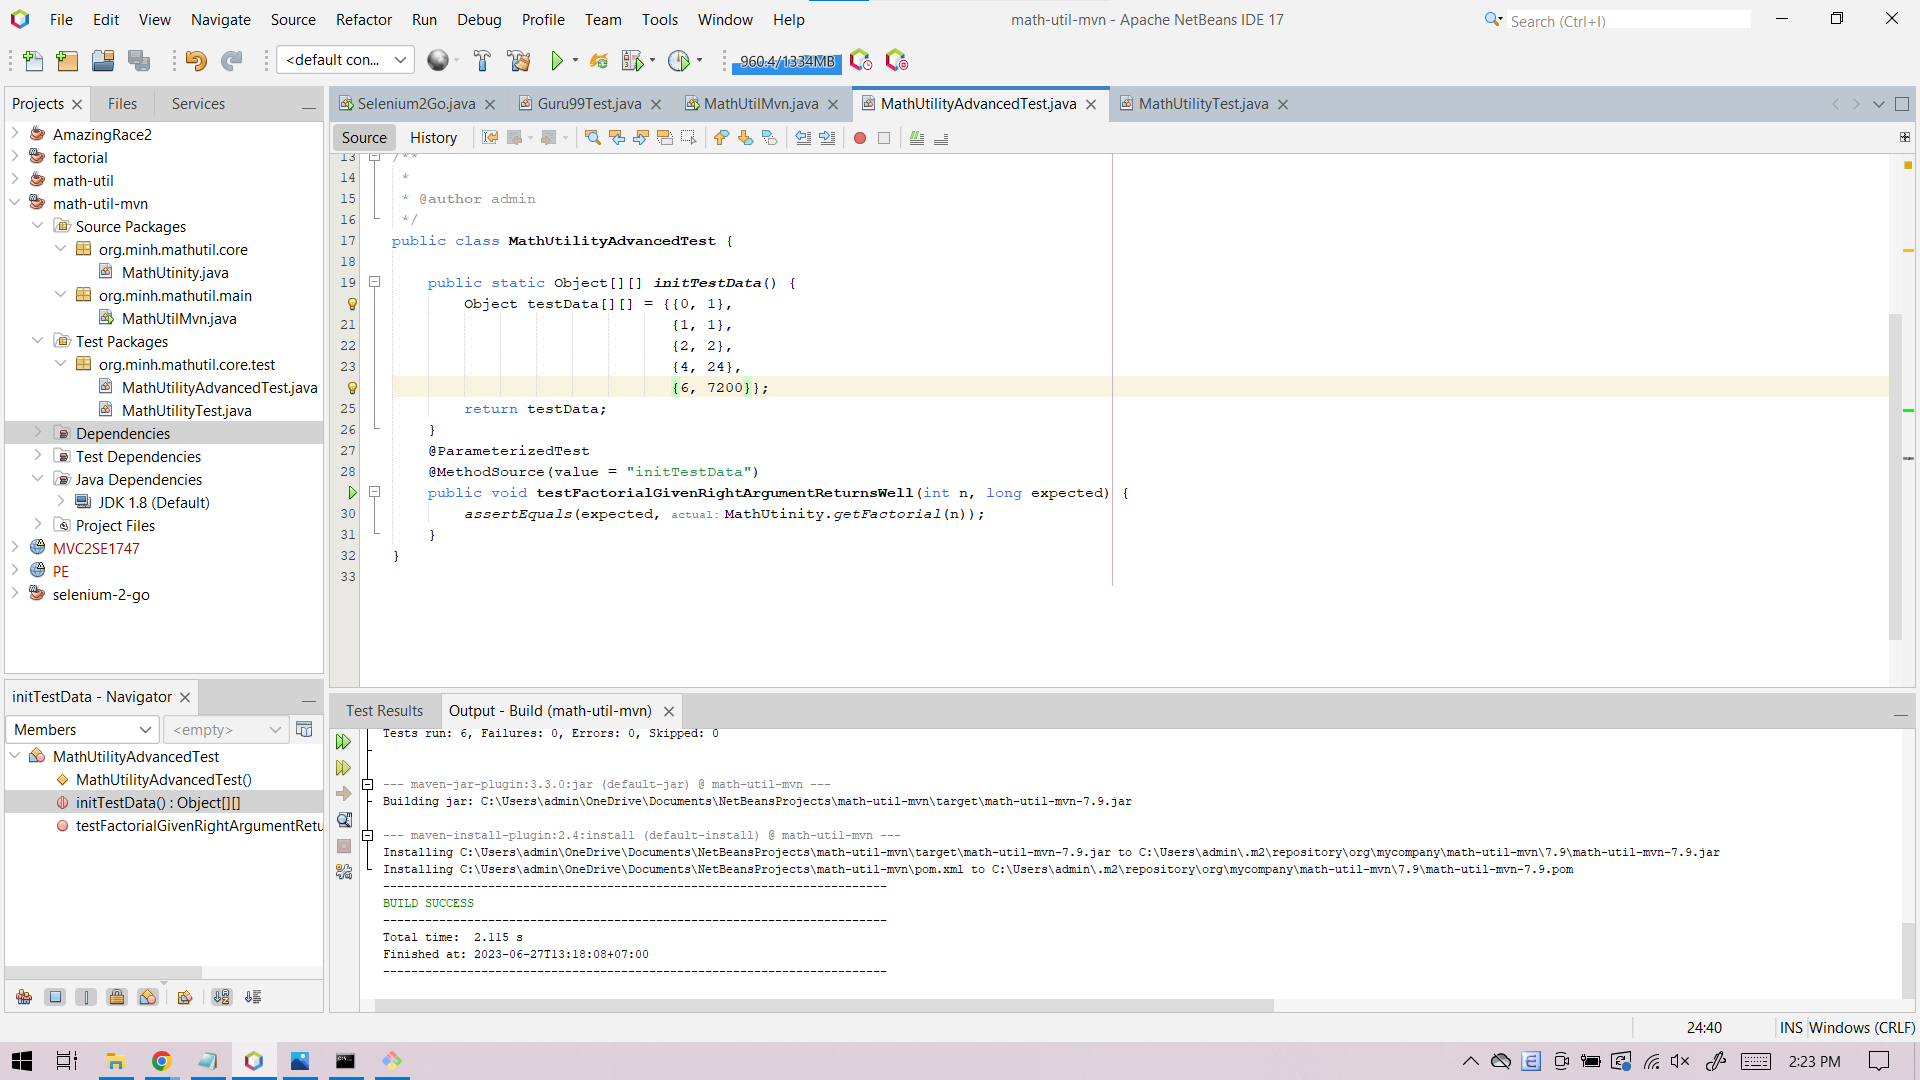 File Edit View Navigate Source Refactor Run Debug Profile Team Tools Window Help
math-util-mvn - Apache NetBeans IDE 17
Search (Ctrl+I)
<default con...
960.4/1334MB
Projects Files Services
Selenium2Go.java Guru99Test.java MathUtilMvn.java MathUtilityAdvancedTest.java MathUtilityTest.java
Source History
AmazingRace2
factorial
math-util
math-util-mvn
Source Packages
org.minh.mathutil.core
MathUtinity.java
org.minh.mathutil.main
MathUtilMvn.java
Test Packages
org.minh.mathutil.core.test
MathUtilityAdvancedTest.java
MathUtilityTest.java
Dependencies
Test Dependencies
Java Dependencies
JDK 1.8 (Default)
Project Files
MVC2SE1747
PE
selenium-2-go
13 /**
14 *
15 * @author admin
16 */
17 public class MathUtilityAdvancedTest {
18
19 public static Object[][] initTestData() {
Object testData[][] = {{0, 1},
21 {1, 1},
22 {2, 2},
23 {4, 24},
{6, 7200}};
25 return testData;
26 }
27 @ParameterizedTest
28 @MethodSource(value = "initTestData")
public void testFactorialGivenRightArgumentReturnsWell(int n, long expected) {
30 assertEquals(expected, actual: MathUtinity.getFactorial(n));
31 }
32 }
33
initTestData - Navigator
Members <empty>
MathUtilityAdvancedTest
MathUtilityAdvancedTest()
initTestData() : Object[][]
testFactorialGivenRightArgumentRetu
Test Results Output - Build (math-util-mvn)
Tests run: 6, Failures: 0, Errors: 0, Skipped: 0
--- maven-jar-plugin:3.3.0:jar (default-jar) @ math-util-mvn ---
Building jar: C:\Users\admin\OneDrive\Documents\NetBeansProjects\math-util-mvn\target\math-util-mvn-7.9.jar
--- maven-install-plugin:2.4:install (default-install) @ math-util-mvn ---
Installing C:\Users\admin\OneDrive\Documents\NetBeansProjects\math-util-mvn\target\math-util-mvn-7.9.jar to C:\Users\admin\.m2\repository\org\mycompany\math-util-mvn\7.9\math-util-mvn-7.9.jar
Installing C:\Users\admin\OneDrive\Documents\NetBeansProjects\math-util-mvn\pom.xml to C:\Users\admin\.m2\repository\org\mycompany\math-util-mvn\7.9\math-util-mvn-7.9.pom
------------------------------------------------------------------------
BUILD SUCCESS
------------------------------------------------------------------------
Total time: 2.115 s
Finished at: 2023-06-27T13:18:08+07:00
------------------------------------------------------------------------
24:40 INS Windows (CRLF)
2:23 PM